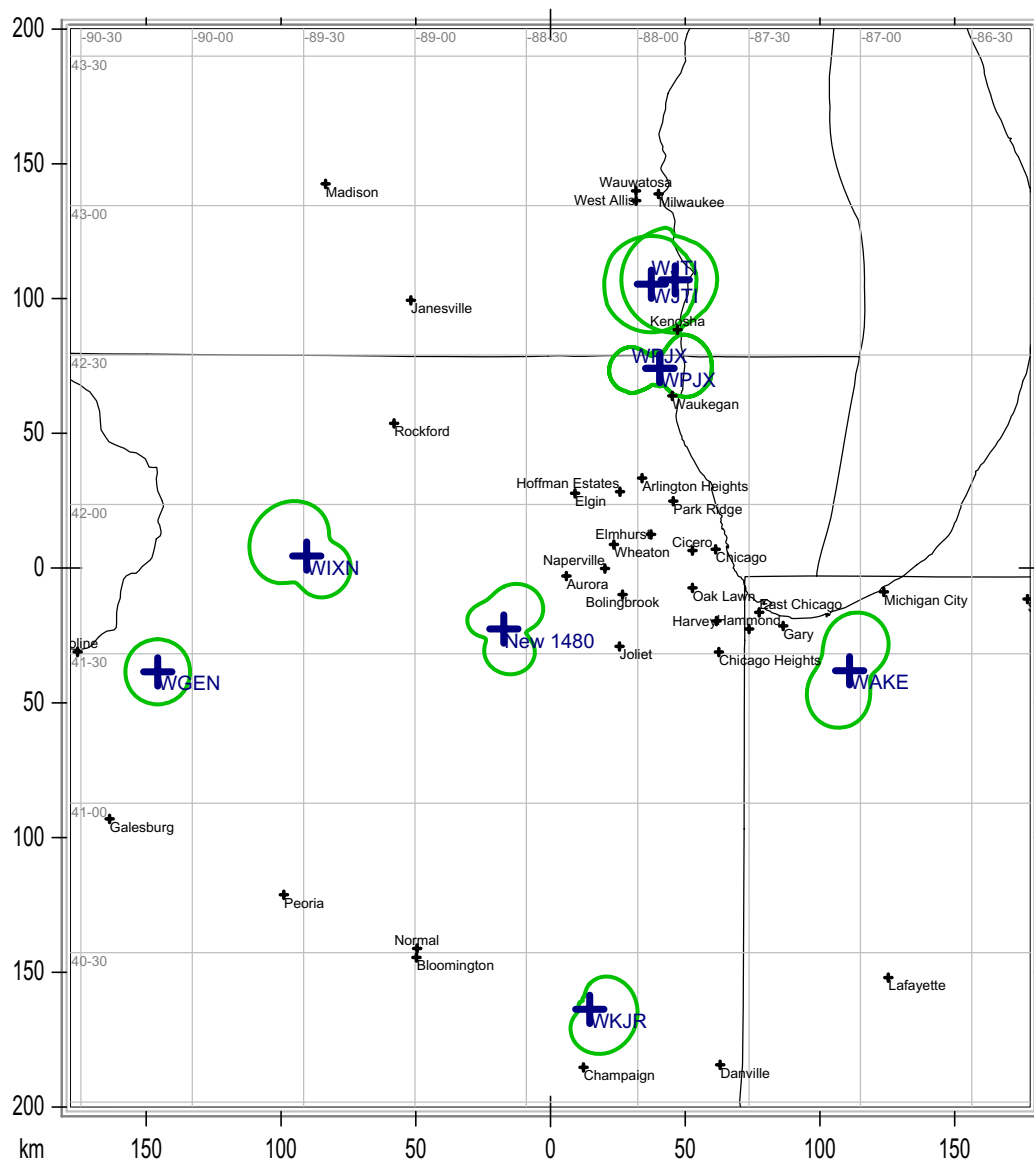 200
-90-30
-90-00
-89-30
-89-00
-88-30
-88-00
-87-30
-87-00
-86-30
43-30
150
Wauwatosa
Madison
West Allis
Milwaukee
43-00
WJTI
100
WJTI
Janesville
Kenosha
42-30
WPJX
WPJX
Waukegan
50
Rockford
Hoffman Estates
Arlington Heights
Elgin
42-00
Park Ridge
Elmhurst
Cicero
Wheaton
Chicago
Naperville
0
WIXN
Aurora
Oak Lawn
Michigan City
Bolingbrook
East Chicago
Harvey
Hammond
Gary
New 1480
oline
41-30
Joliet
Chicago Heights
WGEN
WAKE
50
41-00
Galesburg
100
Peoria
Normal
40-30
Bloomington
150
Lafayette
WKJR
Champaign
Danville
200
km
150
100
50
0
50
100
150